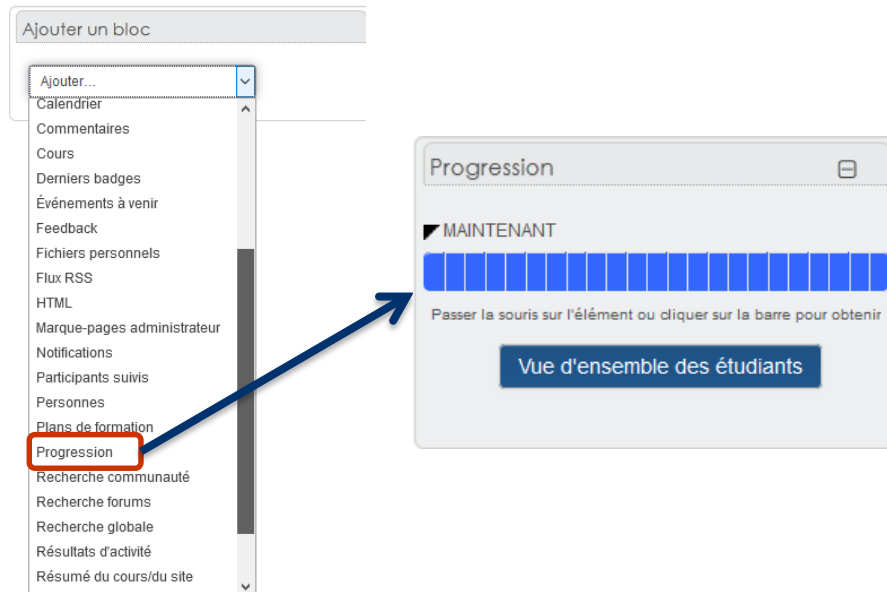 Ajouter un bloc
Ajouter...
Calendrier
Commentaires
Cours
Derniers badges
Événements à venir
Feedback
Fichiers personnels
Flux RSS
HTML
Marque-pages administrateur
Notifications
Participants suivis
Personnes
Plans de formation
Progression
Recherche communauté
Recherche forums
Recherche globale
Résultats d'activité
Résumé du cours/du site
Progression
MAINTENANT
Passer la souris sur l'élément ou cliquer sur la barre pour obtenir
Vue d'ensemble des étudiants